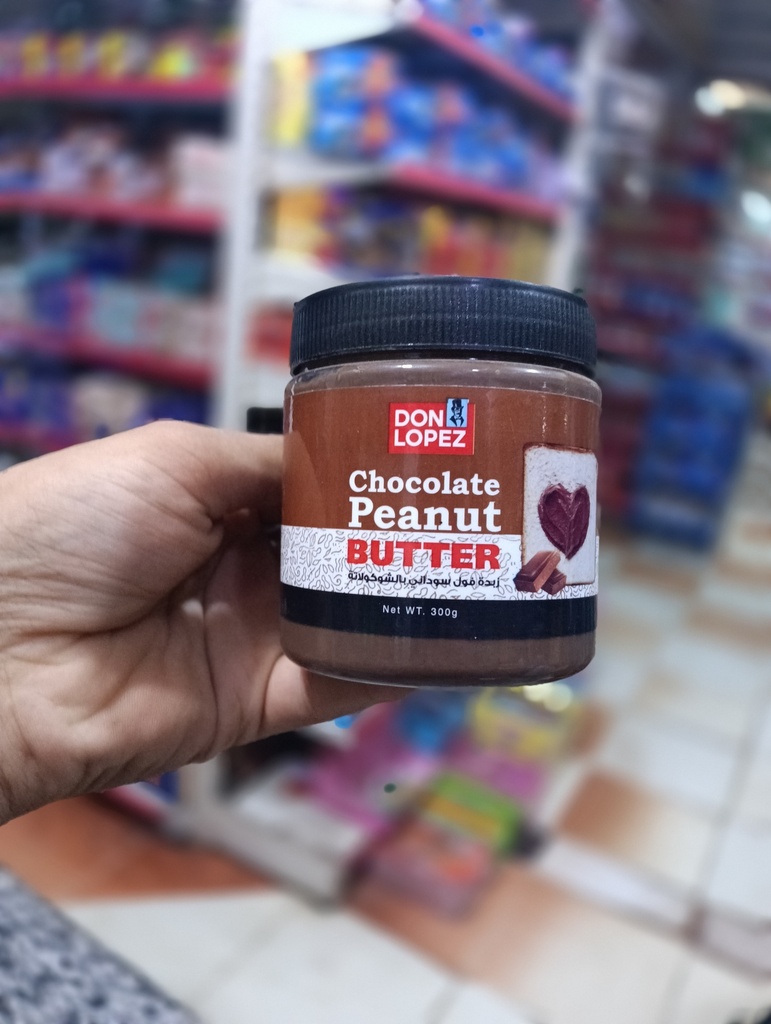 DON
LOPEZ
Chocolate
Peanut
BUTTER
زبدة فول سوداني بالشوكولاتة
Net WT. 300g